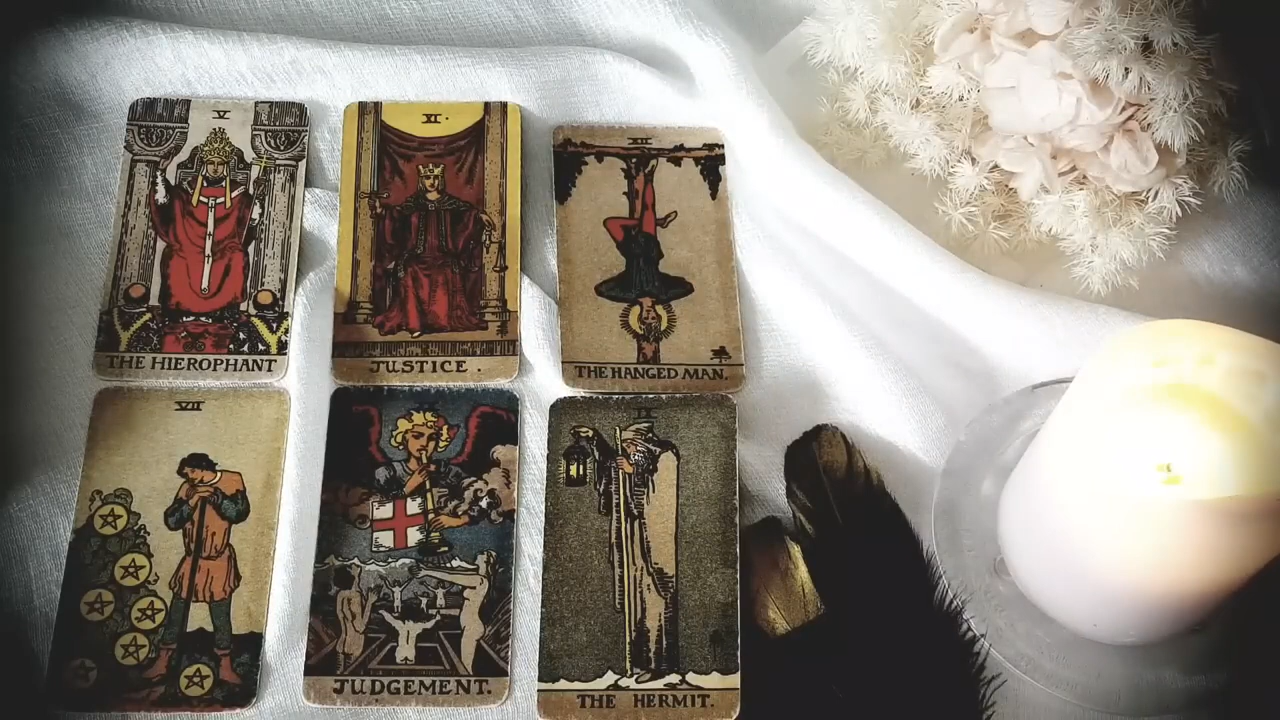 V
XI.
XII
THE HIEROPHANT
JUSTICE.
THE HANGED MAN.
VII
IX
JUDGEMENT.
THE HERMIT.